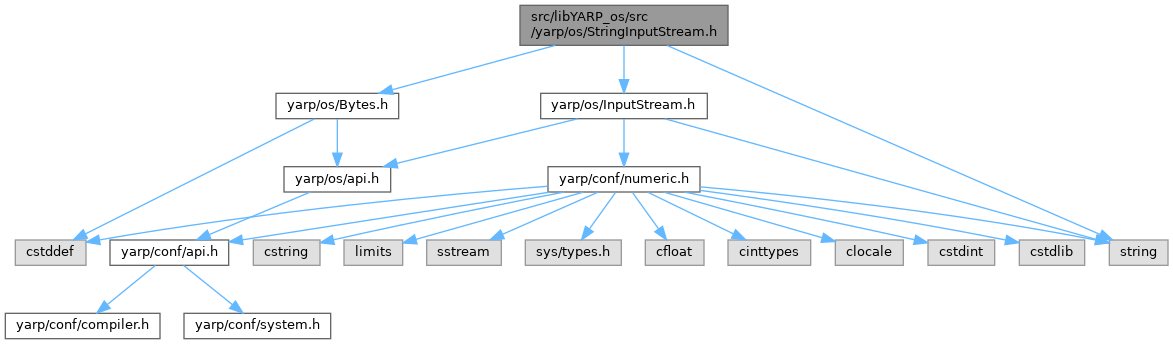 src/libYARP_os/src
/yarp/os/StringInputStream.h
yarp/os/Bytes.h
yarp/os/InputStream.h
yarp/os/api.h
yarp/conf/numeric.h
cstddef
yarp/conf/api.h
cstring
limits
sstream
sys/types.h
cfloat
cinttypes
clocale
cstdint
cstdlib
string
yarp/conf/compiler.h
yarp/conf/system.h